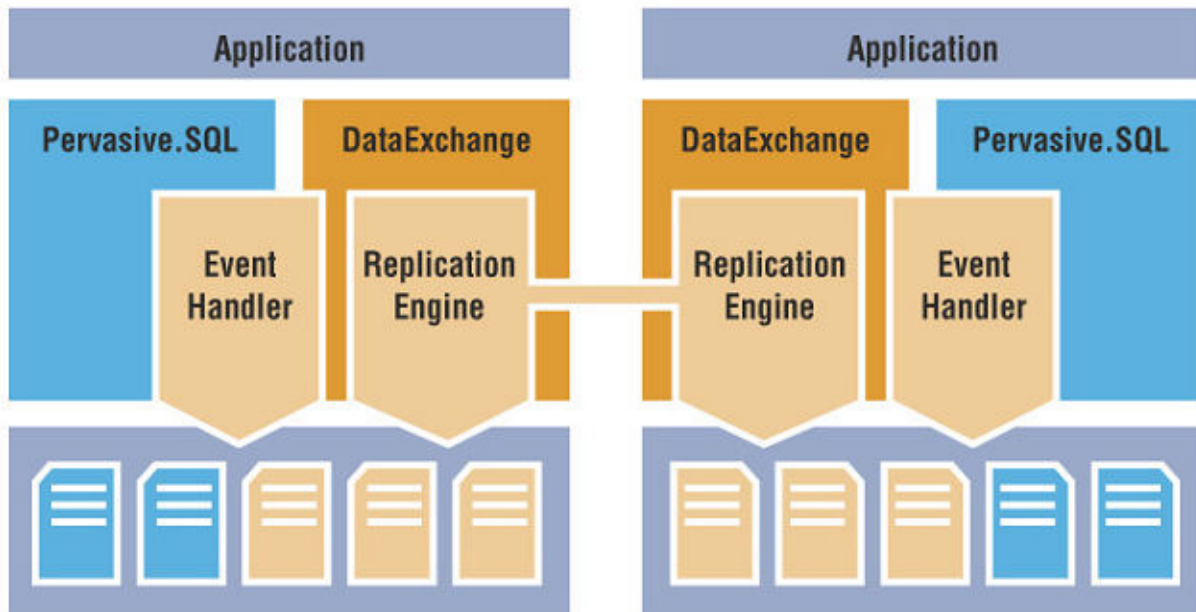 Application
Pervasive.SQL
DataExchange
Event
Handler
Replication
Engine
Application
DataExchange
Pervasive.SQL
Replication
Engine
Event
Handler